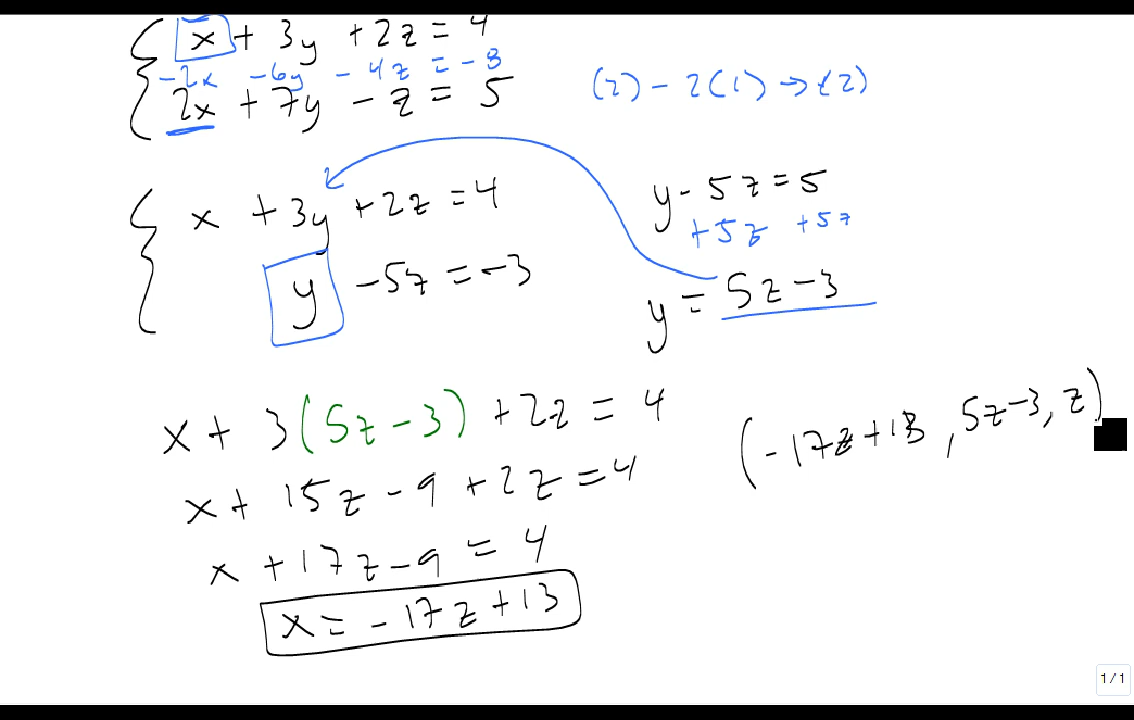 x + 3y + 2z = 4
-2x -6y - 4z = -8
2x + 7y - z = 5
(2) - 2(1) → (2)
x + 3y + 2z = 4
y - 5z = -3
y - 5z = 5
+5z +5z
y = 5z - 3
x + 3(5z - 3) + 2z = 4
x + 15z - 9 + 2z = 4
x + 17z - 9 = 4
x = -17z + 13
(-17z + 13, 5z - 3, z)
1/1